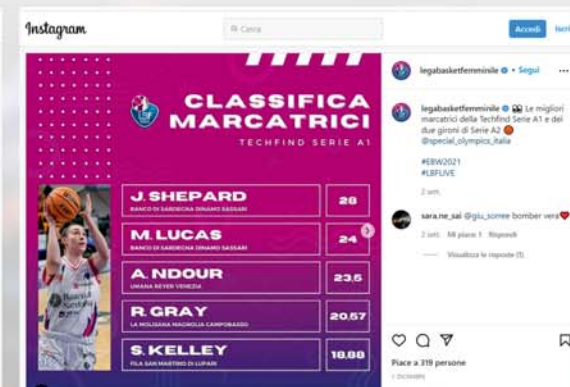 Instagram
Cerca
Accedi
CLASSIFICA
MARCATRICI
TECHFIND SERIE A1
J. SHEPARD
BANCO DI SARDEGNA DINAMO SASSARI
28
M. LUCAS
BANCO DI SARDEGNA DINAMO SASSARI
24
A. NDOUR
UMANA REYER VENEZIA
23,5
R. GRAY
LA MOLISANA MAGNOLIA CAMPOBASSO
20,57
S. KELLEY
FILA SAN MARTINO DI LUPARI
18,88
legabasketfemminile • Segui
legabasketfemminile 👀 Le migliori
marcatrici della Techfind Serie A1 e dei
due gironi di Serie A2 🏀
@special_olympics_italia
#EBW2021
#LBFLIVE
2 sett.
sara.ne_sai @giu_sorree bomber vera❤
2 sett. Mi piace: 1 Rispondi
Visualizza le risposte (1)
Piace a 319 persone
1 DICEMBRE